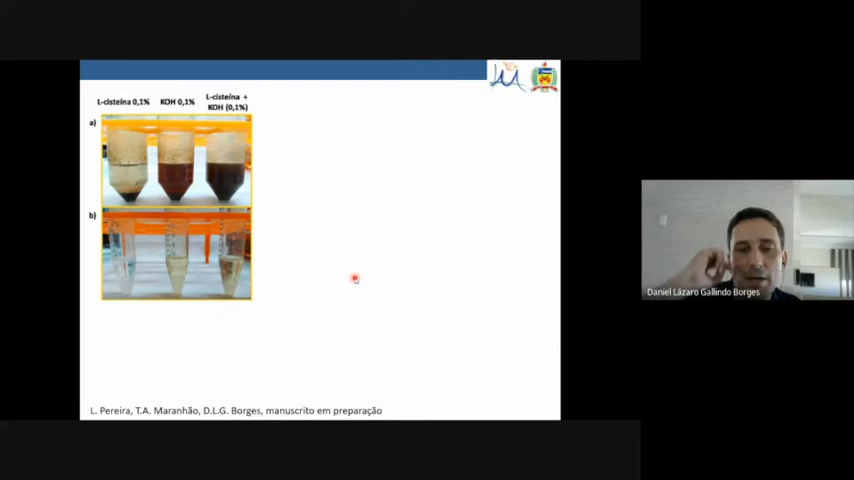 L-cisteína 0,1%
KOH 0,1%
L-cisteína +
KOH (0,1%)
a)
b)
L. Pereira, T.A. Maranhão, D.L.G. Borges, manuscrito em preparação
Daniel Lázaro Gallindo Borges